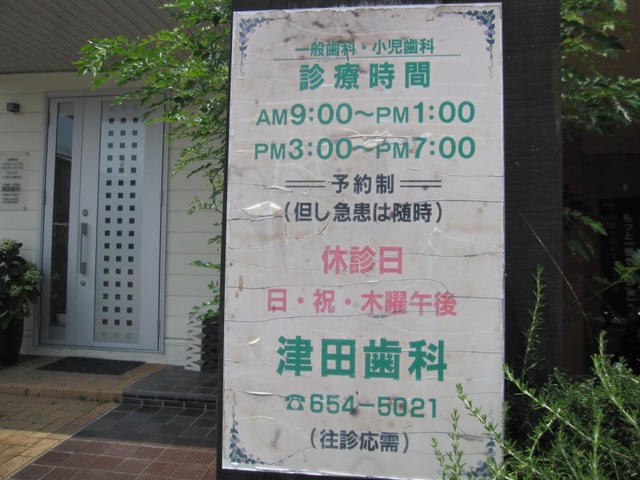 一般歯科・小児歯科
診療時間
AM9:00〜PM1:00
PM3:00〜PM7:00
予約制
(但し急患は随時)
休診日
日・祝・木曜午後
津田歯科
☎654-5021
(往診応需)